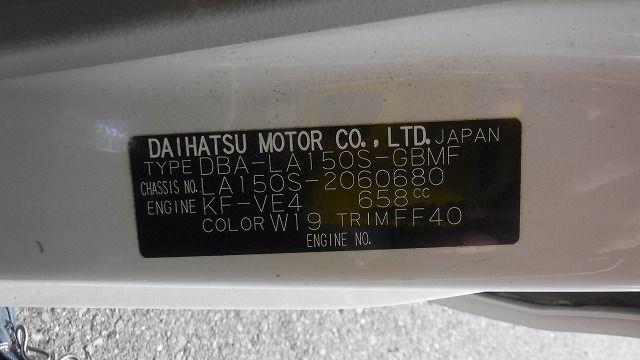 DAIHATSU MOTOR CO., LTD. JAPAN
TYPE DBA-LA150S-GBMF
CHASSIS NO. LA150S-2060680
ENGINE KF-VE4 658cc
COLOR W19 TRIM FF40
ENGINE NO.